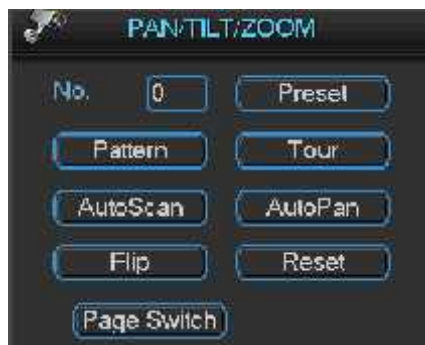 PAN/TILT/ZOOM
No. 0 Preset
Pattern Tour
AutoScan AutoPan
Flip Reset
Page Switch